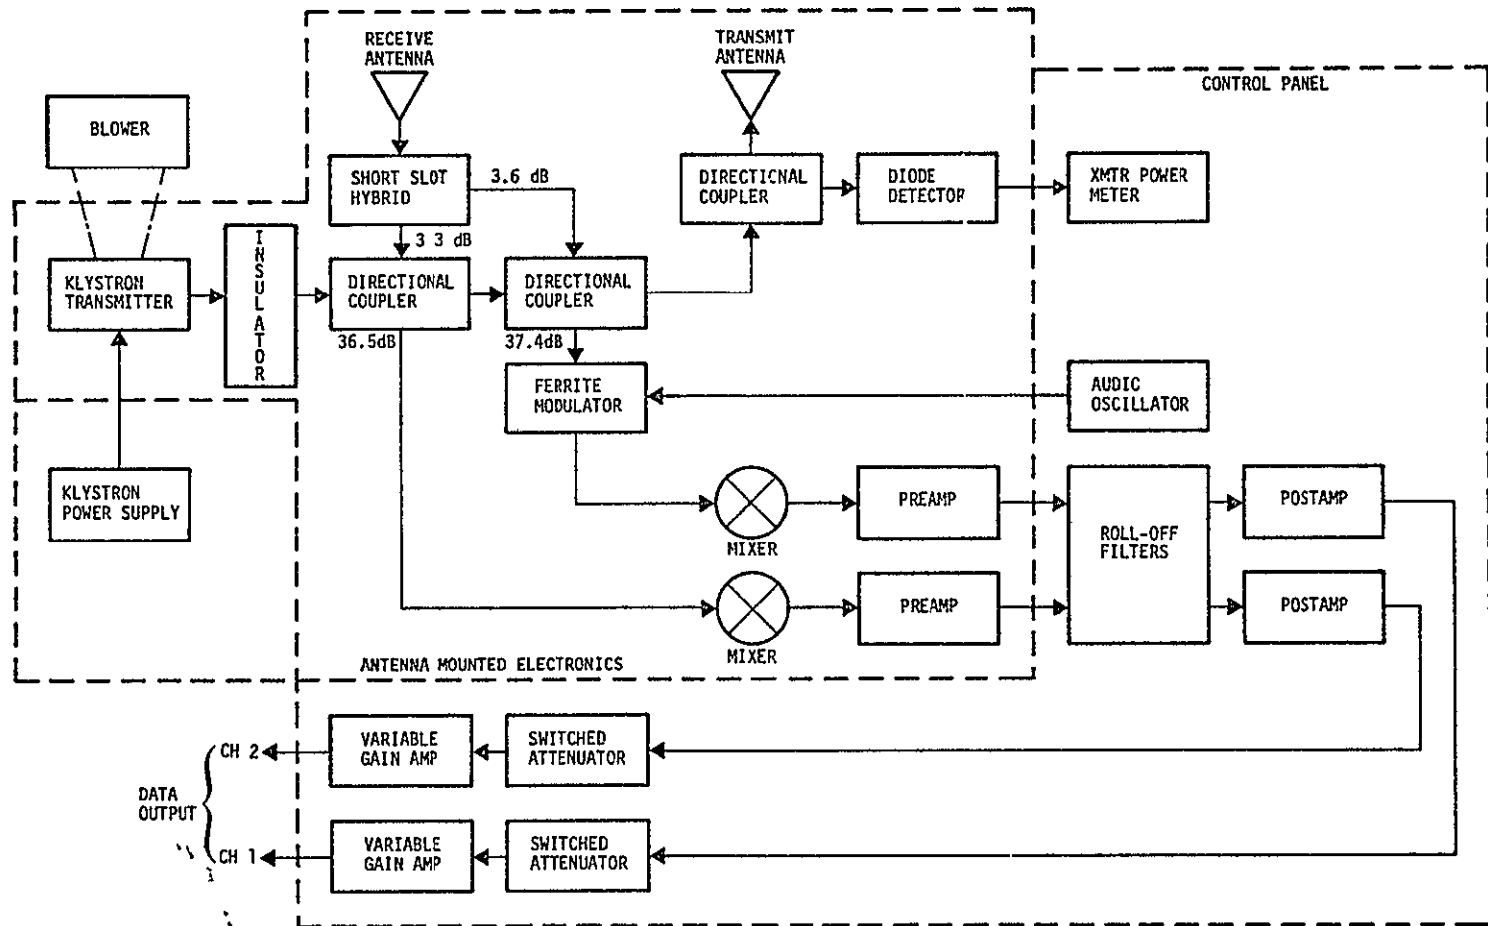 RECEIVE
ANTENNA
TRANSMIT
ANTENNA
CONTROL PANEL
BLOWER
SHORT SLOT
HYBRID
3.6 dB
DIRECTICNAL
COUPLER
DIODE
DETECTOR
XMTR POWER
METER
3 3 dB
KLYSTRON
TRANSMITTER
INSULATOR
DIRECTIONAL
COUPLER
DIRECTIONAL
COUPLER
36.5dB
37.4dB
FERRITE
MODULATOR
AUDIC
OSCILLATOR
KLYSTRON
POWER SUPPLY
MIXER
PREAMP
ROLL-OFF
FILTERS
POSTAMP
MIXER
PREAMP
POSTAMP
ANTENNA MOUNTED ELECTRONICS
DATA
OUTPUT
CH 2
VARIABLE
GAIN AMP
SWITCHED
ATTENUATOR
CH 1
VARIABLE
GAIN AMP
SWITCHED
ATTENUATOR